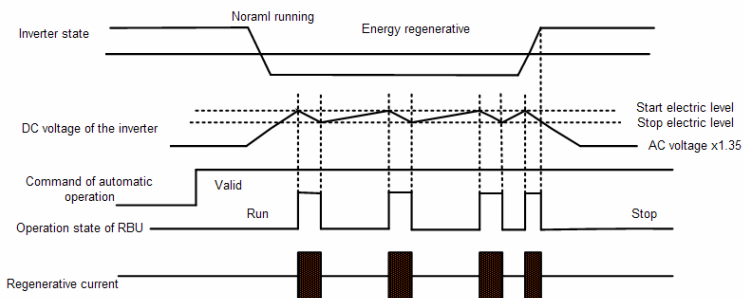 Noraml running
Inverter state
Energy regenerative
Start electric level
DC voltage of the inverter
Stop electric level
AC voltage x1.35
Command of automatic
operation
Valid
Run
Stop
Operation state of RBU
Regenerative current